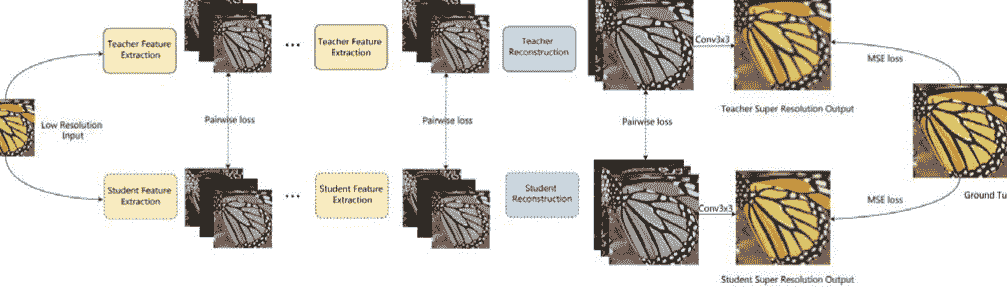 Teacher Feature
Extraction
...
Teacher Feature
Extraction
Teacher
Reconstruction
Conv3x3
MSE loss
Teacher Super Resolution Output
Low Resolution
Input
Pairwise loss
Pairwise loss
Pairwise loss
Student Feature
Extraction
...
Student Feature
Extraction
Student
Reconstruction
Conv3x3
MSE loss
Ground Tu
Student Super Resolution Output